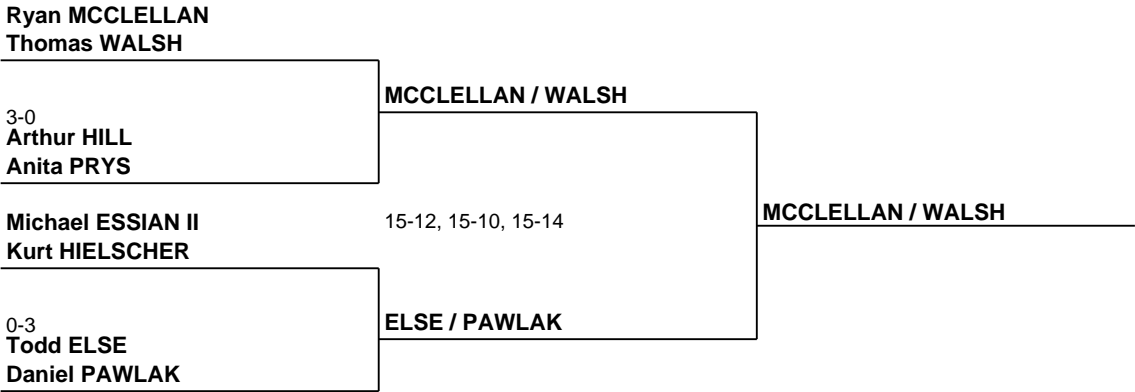 Ryan MCCLELLAN
Thomas WALSH
MCCLELLAN / WALSH
3-0
Arthur HILL
Anita PRYS
Michael ESSIAN II
Kurt HIELSCHER
15-12, 15-10, 15-14
MCCLELLAN / WALSH
0-3
Todd ELSE
Daniel PAWLAK
ELSE / PAWLAK